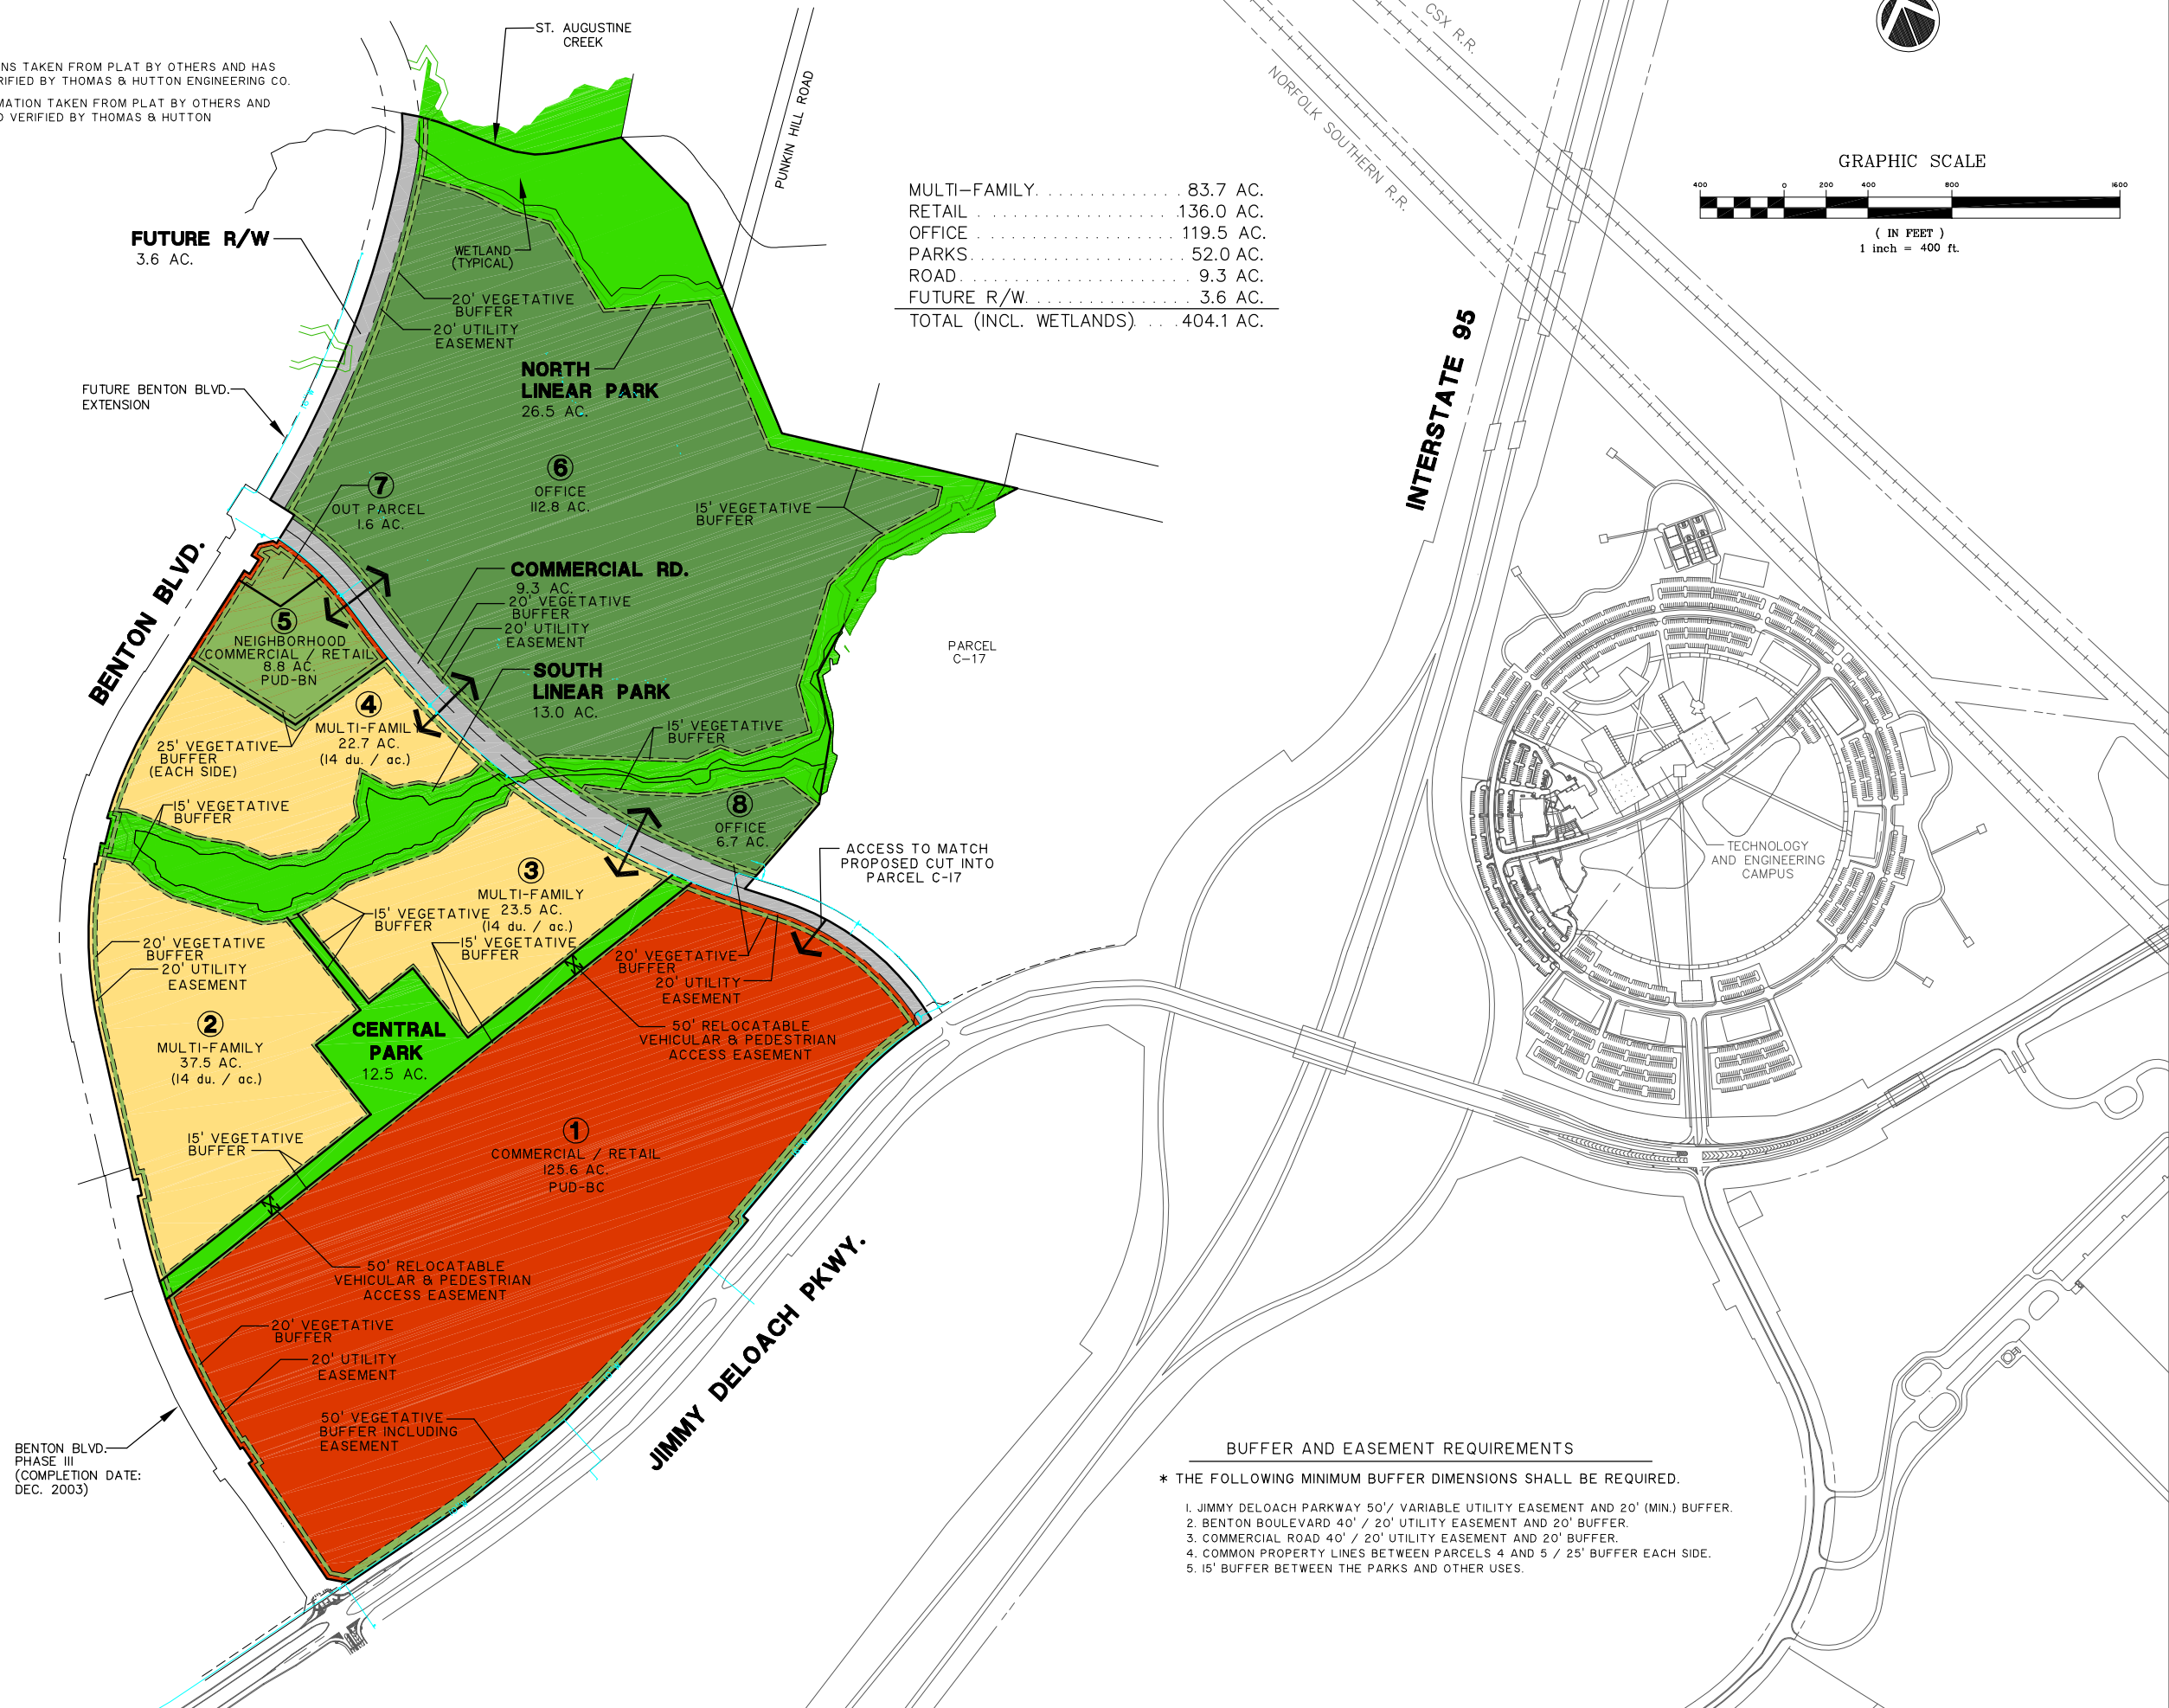 NS TAKEN FROM PLAT BY OTHERS AND HAS
RIFIED BY THOMAS & HUTTON ENGINEERING CO.
MATION TAKEN FROM PLAT BY OTHERS AND
D VERIFIED BY THOMAS & HUTTON
ST. AUGUSTINE
CREEK
PUNKIN HILL ROAD
CSX R.R.
NORFOLK SOUTHERN R.R.
GRAPHIC SCALE
400 0 200 400 800 1600
( IN FEET )
1 inch = 400 ft.
MULTI-FAMILY. . . . . . . . . . . . . . 83.7 AC.
RETAIL . . . . . . . . . . . . . . . . . . .136.0 AC.
OFFICE . . . . . . . . . . . . . . . . . . . 119.5 AC.
PARKS. . . . . . . . . . . . . . . . . . . . . 52.0 AC.
ROAD. . . . . . . . . . . . . . . . . . . . . . 9.3 AC.
FUTURE R/W. . . . . . . . . . . . . . . . 3.6 AC.
TOTAL (INCL. WETLANDS). . . . 404.1 AC.
FUTURE R/W
3.6 AC.
WETLAND
(TYPICAL)
20' VEGETATIVE
BUFFER
20' UTILITY
EASEMENT
NORTH
LINEAR PARK
26.5 AC.
FUTURE BENTON BLVD.
EXTENSION
INTERSTATE 95
6
OFFICE
112.8 AC.
7
OUT PARCEL
1.6 AC.
15' VEGETATIVE
BUFFER
BENTON BLVD.
COMMERCIAL RD.
9.3 AC.
20' VEGETATIVE
BUFFER
20' UTILITY
EASEMENT
5
NEIGHBORHOOD
COMMERCIAL / RETAIL
8.8 AC.
PUD-BN
PARCEL
C-17
SOUTH
LINEAR PARK
13.0 AC.
4
MULTI-FAMILY
22.7 AC.
(14 du. / ac.)
15' VEGETATIVE
BUFFER
25' VEGETATIVE
BUFFER
(EACH SIDE)
15' VEGETATIVE
BUFFER
8
OFFICE
6.7 AC.
ACCESS TO MATCH
PROPOSED CUT INTO
PARCEL C-17
TECHNOLOGY
AND ENGINEERING
CAMPUS
3
MULTI-FAMILY
23.5 AC.
(14 du. / ac.)
15' VEGETATIVE
BUFFER
15' VEGETATIVE
BUFFER
20' VEGETATIVE
BUFFER
20' UTILITY
EASEMENT
20' VEGETATIVE
BUFFER
20' UTILITY
EASEMENT
2
MULTI-FAMILY
37.5 AC.
(14 du. / ac.)
CENTRAL
PARK
12.5 AC.
50' RELOCATABLE
VEHICULAR & PEDESTRIAN
ACCESS EASEMENT
15' VEGETATIVE
BUFFER
1
COMMERCIAL / RETAIL
125.6 AC.
PUD-BC
50' RELOCATABLE
VEHICULAR & PEDESTRIAN
ACCESS EASEMENT
20' VEGETATIVE
BUFFER
20' UTILITY
EASEMENT
50' VEGETATIVE
BUFFER INCLUDING
EASEMENT
JIMMY DELOACH PKWY.
BENTON BLVD.
PHASE III
(COMPLETION DATE:
DEC. 2003)
BUFFER AND EASEMENT REQUIREMENTS
* THE FOLLOWING MINIMUM BUFFER DIMENSIONS SHALL BE REQUIRED.
1. JIMMY DELOACH PARKWAY 50'/ VARIABLE UTILITY EASEMENT AND 20' (MIN.) BUFFER.
2. BENTON BOULEVARD 40' / 20' UTILITY EASEMENT AND 20' BUFFER.
3. COMMERCIAL ROAD 40' / 20' UTILITY EASEMENT AND 20' BUFFER.
4. COMMON PROPERTY LINES BETWEEN PARCELS 4 AND 5 / 25' BUFFER EACH SIDE.
5. 15' BUFFER BETWEEN THE PARKS AND OTHER USES.